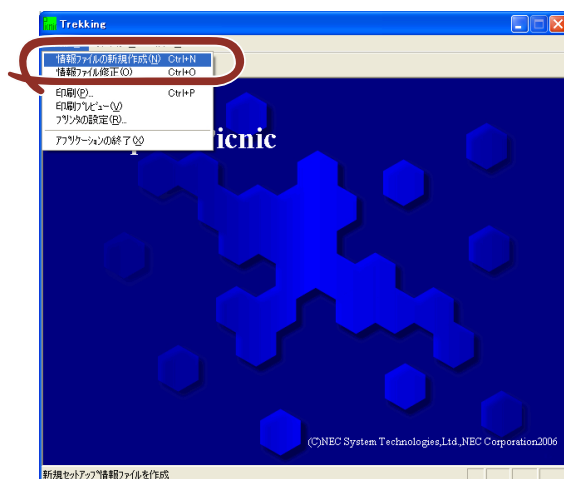 Trekking
情報ファイルの新規作成(N) Ctrl+N
情報ファイル修正(O) Ctrl+O
印刷(P)... Ctrl+P
印刷プレビュー(V)
プリンタの設定(R)...
アプリケーションの終了(X)
icnic
(C)NEC System Technologies,Ltd.,NEC Corporation2006
新規セットアップ情報ファイルを作成